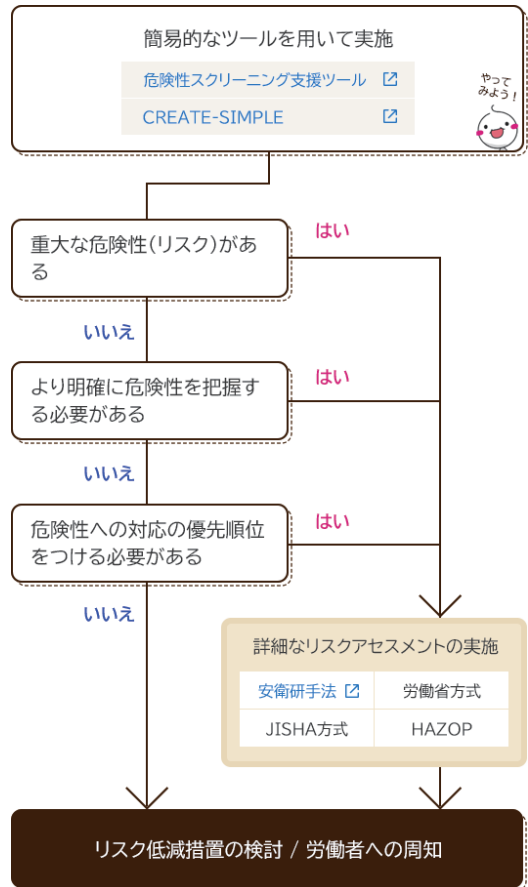 簡易的なツールを用いて実施
危険性スクリーニング支援ツール
CREATE-SIMPLE
やって
みよう!
重大な危険性(リスク)があ
る
はい
いいえ
より明確に危険性を把握す
る必要がある
はい
いいえ
危険性への対応の優先順位
をつける必要がある
はい
いいえ
詳細なリスクアセスメントの実施
安衛研手法
労働省方式
JISHA方式
HAZOP
リスク低減措置の検討 / 労働者への周知